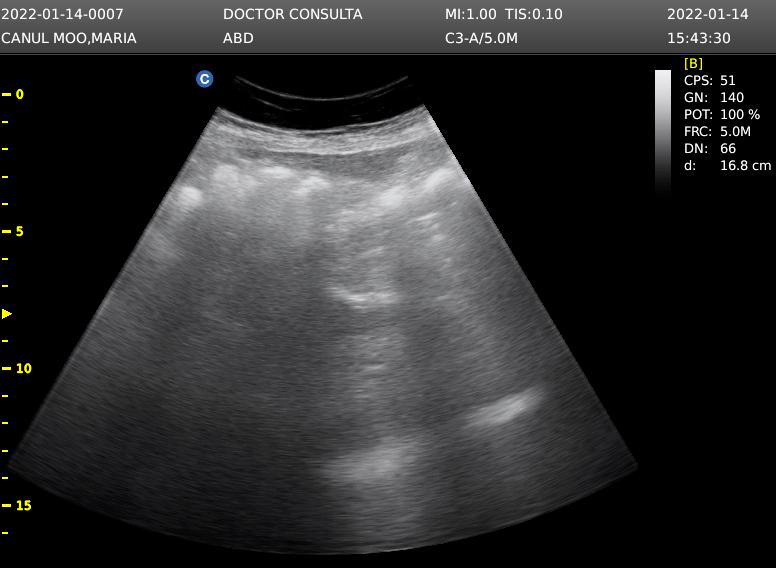 2022-01-14-0007 DOCTOR CONSULTA MI:1.00 TIS:0.10 2022-01-14
CANUL MOO,MARIA ABD C3-A/5.0M 15:43:30
C
[B]
CPS: 51
GN: 140
POT: 100 %
FRC: 5.0M
DN: 66
d: 16.8 cm
0
5
10
15